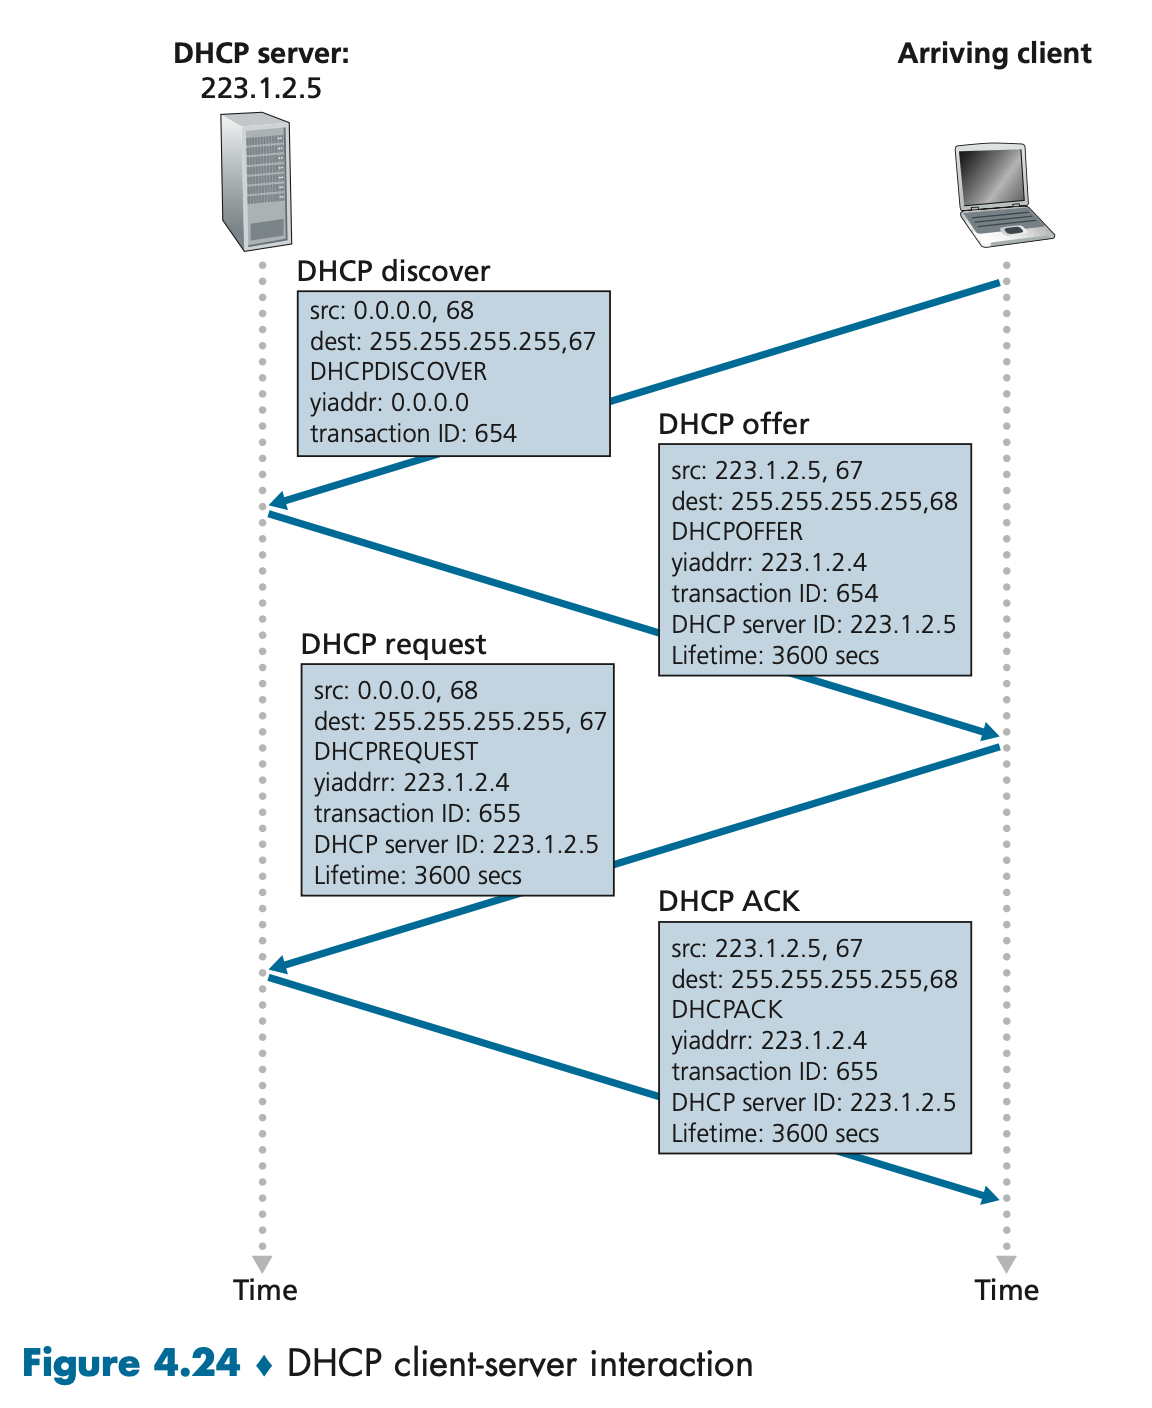 DHCP server:
223.1.2.5
Arriving client
DHCP discover
src: 0.0.0.0, 68
dest: 255.255.255.255,67
DHCPDISCOVER
yiaddr: 0.0.0.0
transaction ID: 654
DHCP offer
src: 223.1.2.5, 67
dest: 255.255.255.255,68
DHCPOFFER
yiaddrr: 223.1.2.4
transaction ID: 654
DHCP server ID: 223.1.2.5
Lifetime: 3600 secs
DHCP request
src: 0.0.0.0, 68
dest: 255.255.255.255, 67
DHCPREQUEST
yiaddrr: 223.1.2.4
transaction ID: 655
DHCP server ID: 223.1.2.5
Lifetime: 3600 secs
DHCP ACK
src: 223.1.2.5, 67
dest: 255.255.255.255,68
DHCPACK
yiaddrr: 223.1.2.4
transaction ID: 655
DHCP server ID: 223.1.2.5
Lifetime: 3600 secs
Time
Time
Figure 4.24 ♦ DHCP client-server interaction